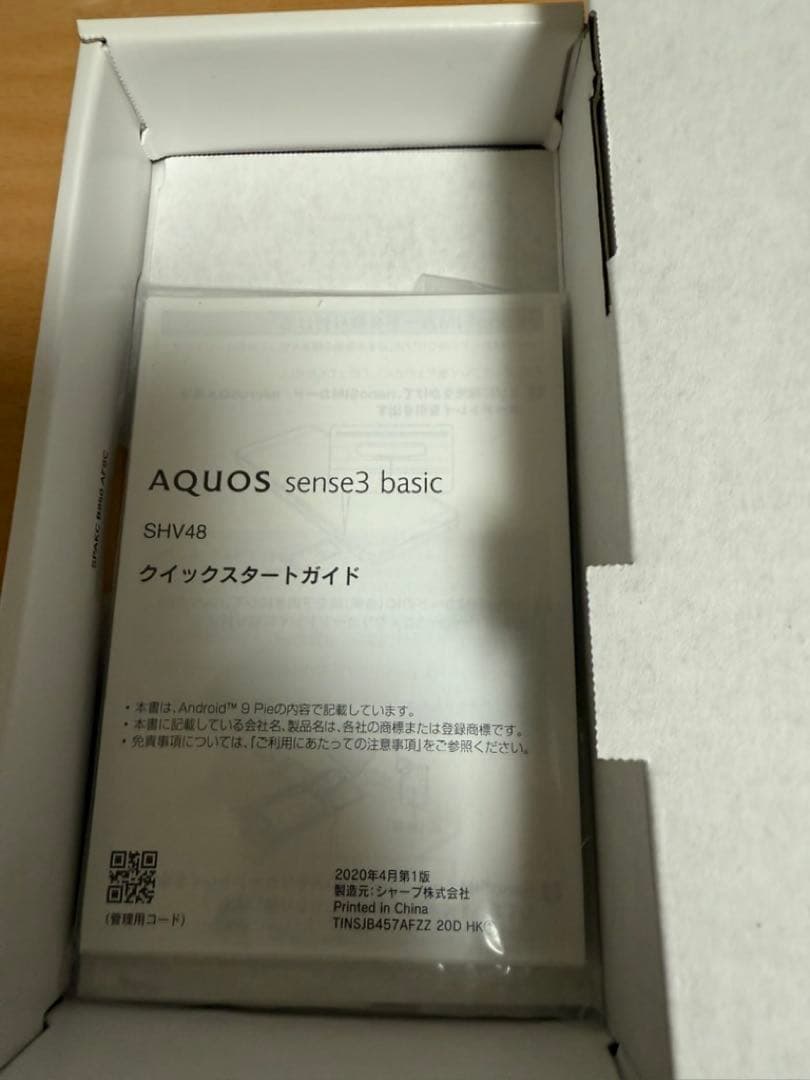 AQUOS sense3 basic
SHV48
クイックスタートガイド
• 本書は、Android™ 9 Pieの内容で記載しています。
• 本書に記載している会社名、製品名は、各社の商標または登録商標です。
• 免責事項については、「ご利用にあたっての注意事項」をご参照ください。
(管理用コード)
2020年4月第1版
製造元:シャープ株式会社
Printed in China
TINSJB457AFZZ 20D HK